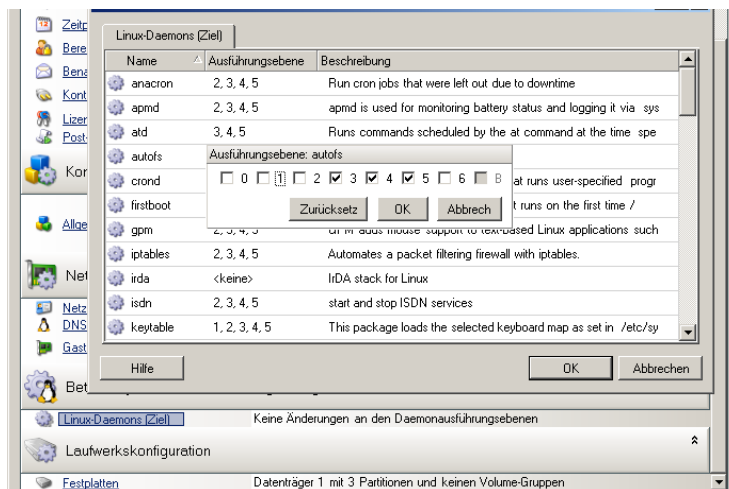 Zeitp
Linux-Daemons (Ziel)
Bere
Name Ausführungsebene Beschreibung
Bena
anacron 2, 3, 4, 5 Run cron jobs that were left out due to downtime
Kont
apmd 2, 3, 4, 5 apmd is used for monitoring battery status and logging it via sys
Lizer
Post-
atd 3, 4, 5 Runs commands scheduled by the at command at the time spe
autofs
Ausführungsebene: autofs
Kor
crond
0 1 2 3 4 5 6 B
at runs user-specified progr
firstboot
Zurücksetz OK Abbrech
t runs on the first time /
Allge
gpm 2, 3, 4, 5 GPM adds mouse support to text-based Linux applications such
iptables 2, 3, 4, 5 Automates a packet filtering firewall with iptables.
Net
irda <keine> IrDA stack for Linux
Netz
isdn 2, 3, 4, 5 start and stop ISDN services
DNS
keytable 1, 2, 3, 4, 5 This package loads the selected keyboard map as set in /etc/sy
Gast
Hilfe OK Abbrechen
Bet
Linux-Daemons (Ziel) Keine Änderungen an den Daemonausführungsebenen
Laufwerkskonfiguration
Festplatten Datenträger 1 mit 3 Partitionen und keinen Volume-Gruppen